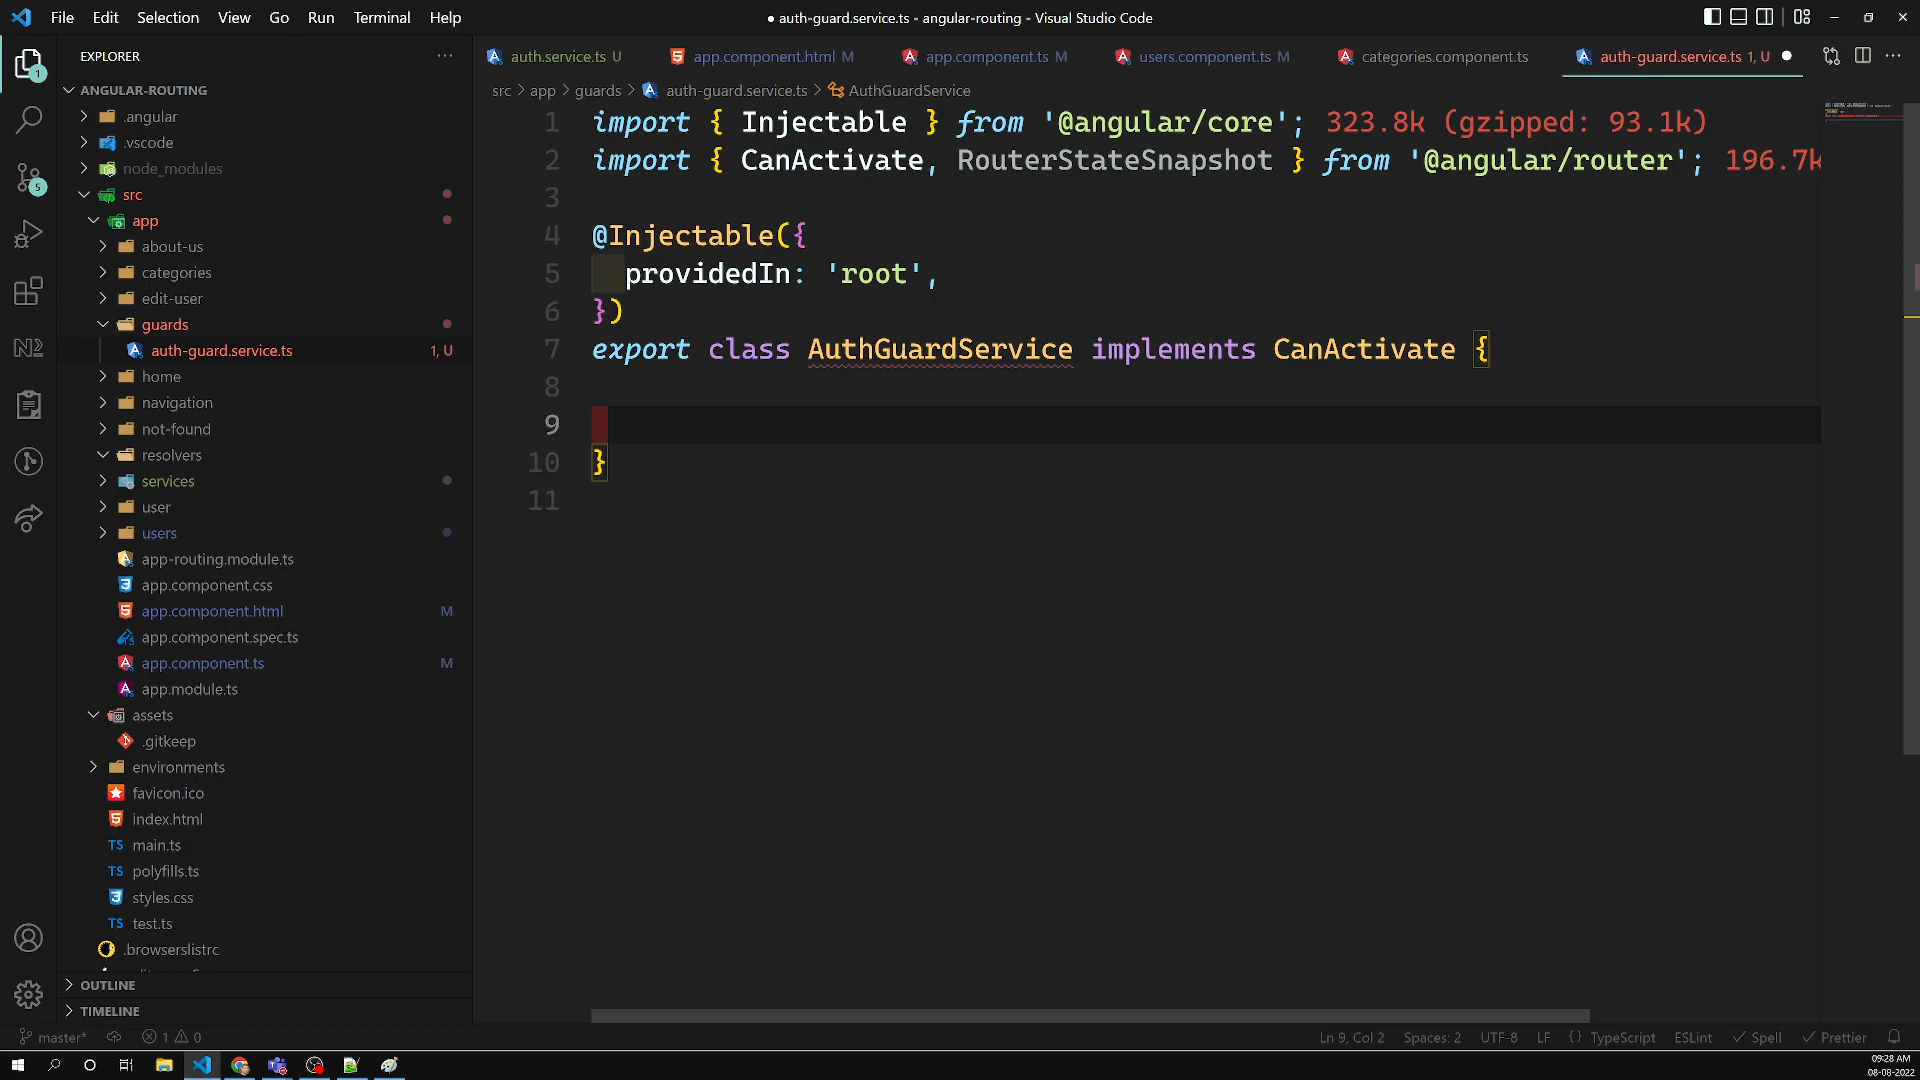 File Edit Selection View Go Run Terminal Help
● auth-guard.service.ts - angular-routing - Visual Studio Code
EXPLORER
ANGULAR-ROUTING
.angular
.vscode
node_modules
src
app
about-us
categories
edit-user
guards
auth-guard.service.ts 1, U
home
navigation
not-found
resolvers
services
user
users
app-routing.module.ts
app.component.css
app.component.html M
app.component.spec.ts
app.component.ts M
app.module.ts
assets
.gitkeep
environments
favicon.ico
index.html
main.ts
polyfills.ts
styles.css
test.ts
.browserslistrc
OUTLINE
TIMELINE
auth.service.ts U
app.component.html M
app.component.ts M
users.component.ts M
categories.component.ts
auth-guard.service.ts 1, U
src > app > guards > auth-guard.service.ts > AuthGuardService
1 import { Injectable } from '@angular/core'; 323.8k (gzipped: 93.1k)
2 import { CanActivate, RouterStateSnapshot } from '@angular/router'; 196.7k
3
4 @Injectable({
5 providedIn: 'root',
6 })
7 export class AuthGuardService implements CanActivate {
8
9
10 }
11
master* 1 0
Ln 9, Col 2 Spaces: 2 UTF-8 LF {} TypeScript ESLint Spell Prettier
09:28 AM
08-08-2022
1
5